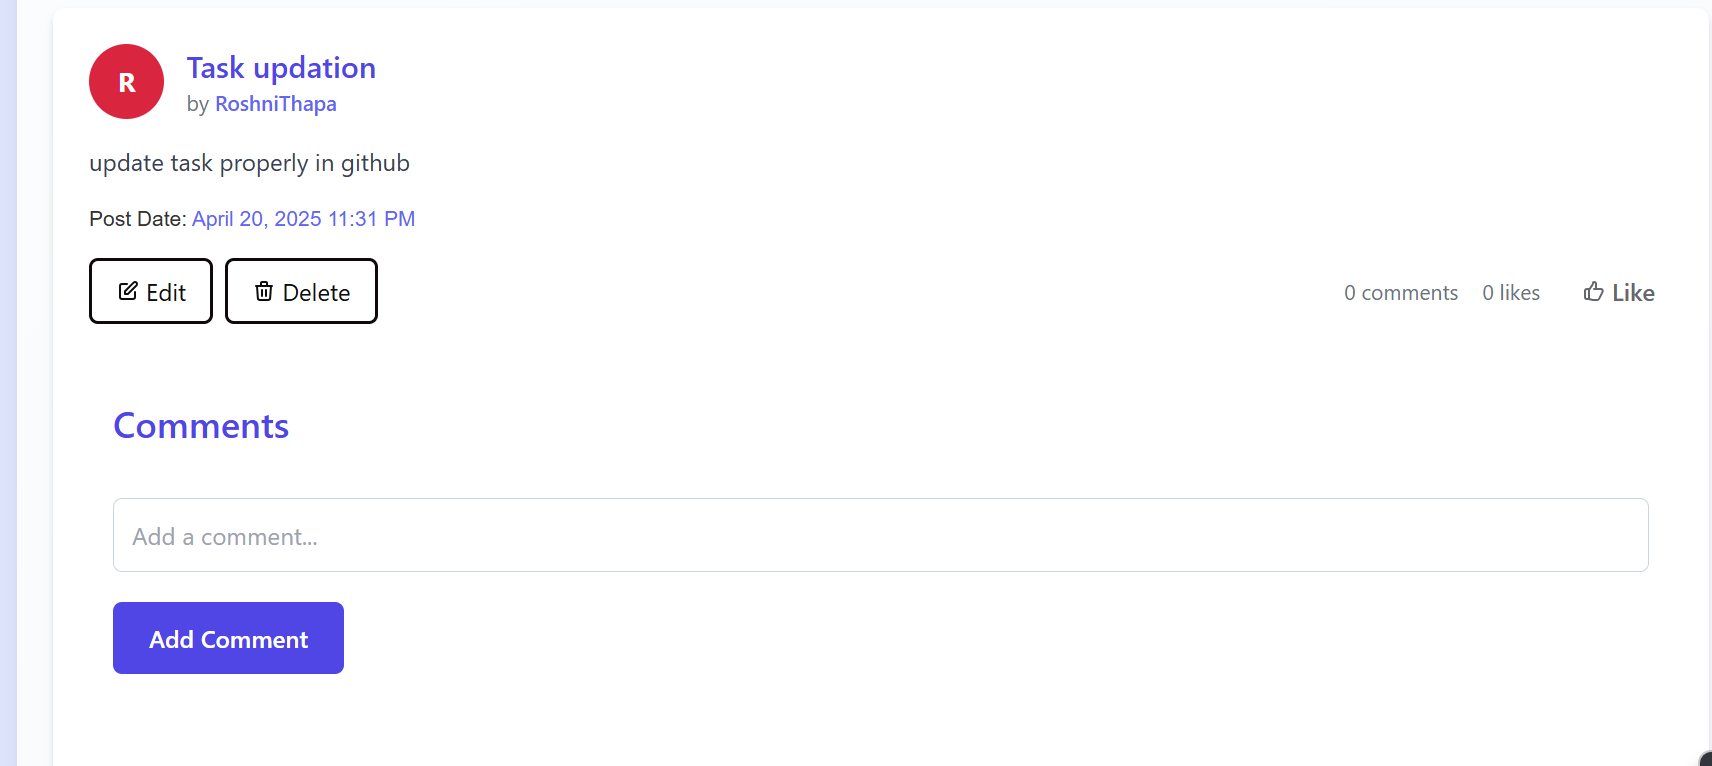 R
Task updation
by RoshniThapa
update task properly in github
Post Date: April 20, 2025 11:31 PM
Edit Delete 0 comments 0 likes Like
Comments
Add a comment...
Add Comment